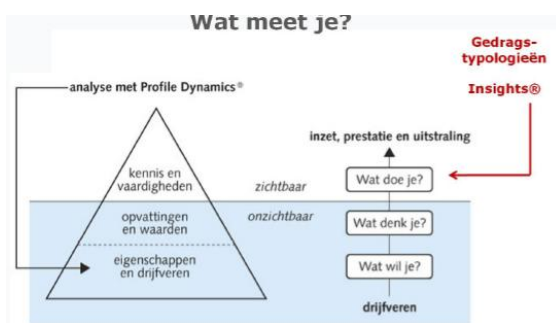 Wat meet je?
Gedrags-
typologieën
Insights®
analyse met Profile Dynamics®
inzet, prestatie en uitstraling
kennis en
vaardigheden
zichtbaar
Wat doe je?
opvattingen
en waarden
onzichtbaar
Wat denk je?
eigenschappen
en drijfveren
Wat wil je?
drijfveren